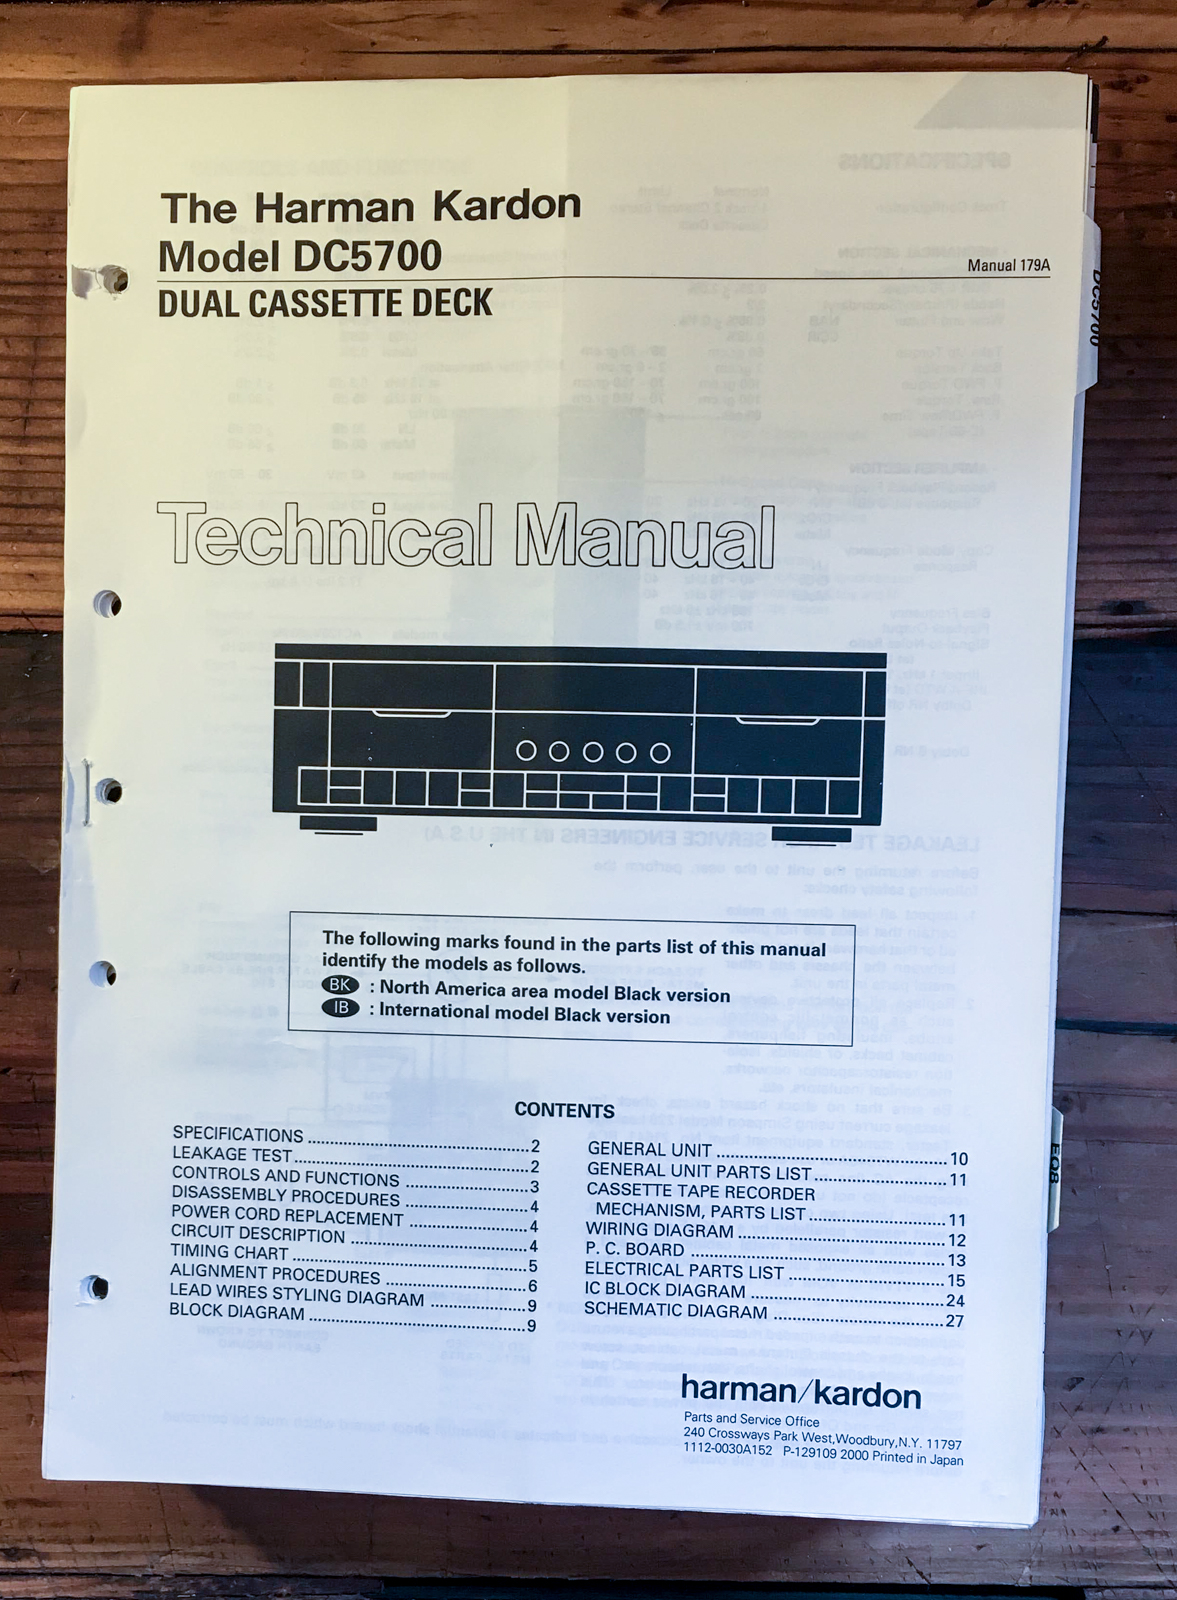 The Harman Kardon
Model DC5700
Manual 179A
DUAL CASSETTE DECK
DC5700
Technical Manual
The following marks found in the parts list of this manual
identify the models as follows.
BK : North America area model Black version
IB : International model Black version
CONTENTS
SPECIFICATIONS ........................................ 2
LEAKAGE TEST .......................................... 2
CONTROLS AND FUNCTIONS ...................... 3
DISASSEMBLY PROCEDURES ...................... 4
POWER CORD REPLACEMENT ...................... 4
CIRCUIT DESCRIPTION ................................ 4
TIMING CHART .......................................... 5
ALIGNMENT PROCEDURES .......................... 6
LEAD WIRES STYLING DIAGRAM .................. 9
BLOCK DIAGRAM ........................................ 9
GENERAL UNIT .......................................... 10
GENERAL UNIT PARTS LIST ........................ 11
CASSETTE TAPE RECORDER
MECHANISM, PARTS LIST .......................... 11
WIRING DIAGRAM ...................................... 12
P. C. BOARD .............................................. 13
ELECTRICAL PARTS LIST ............................ 15
IC BLOCK DIAGRAM .................................. 24
SCHEMATIC DIAGRAM ................................ 27
EQ8
harman/kardon
Parts and Service Office
240 Crossways Park West,Woodbury,N.Y. 11797
1112-0030A152 P-129109 2000 Printed in Japan